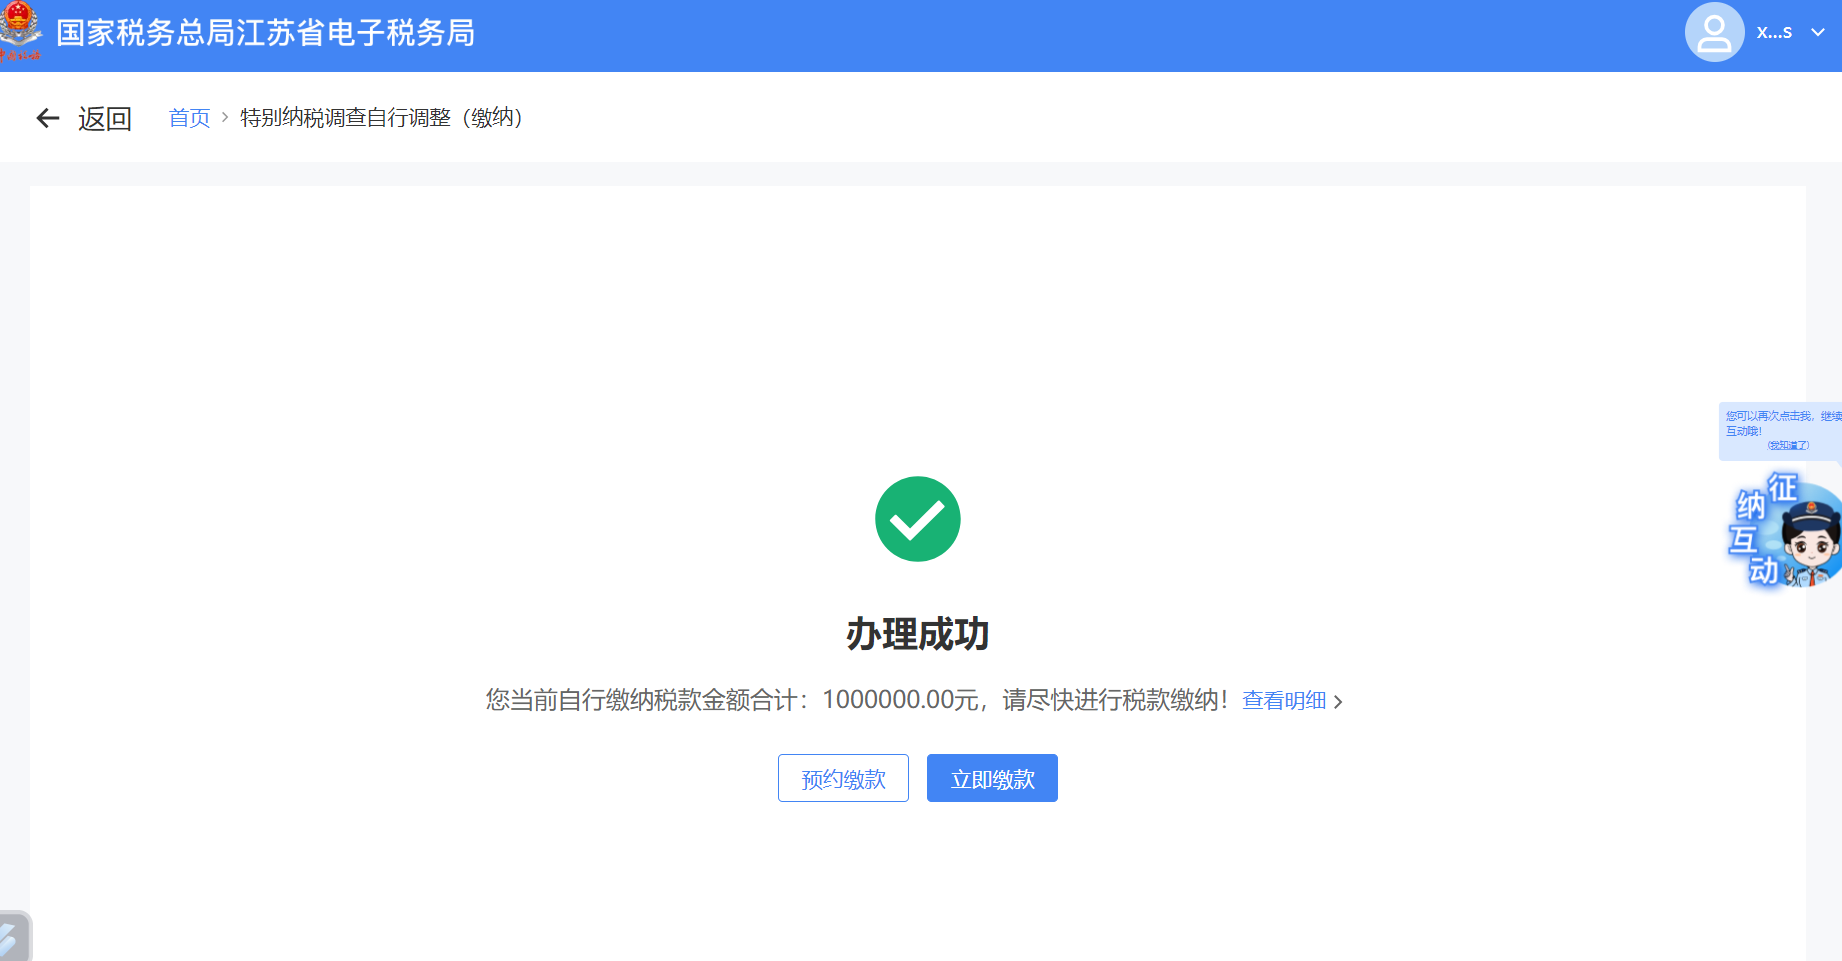 国家税务总局江苏省电子税务局
x...s
返回 首页 > 特别纳税调查自行调整（缴纳）
您可以再次点击我，继续
互动哦！
(我知道了)
征
纳
互
动
办理成功
您当前自行缴纳税款金额合计：1000000.00元，请尽快进行税款缴纳！ 查看明细 >
预约缴款 立即缴款